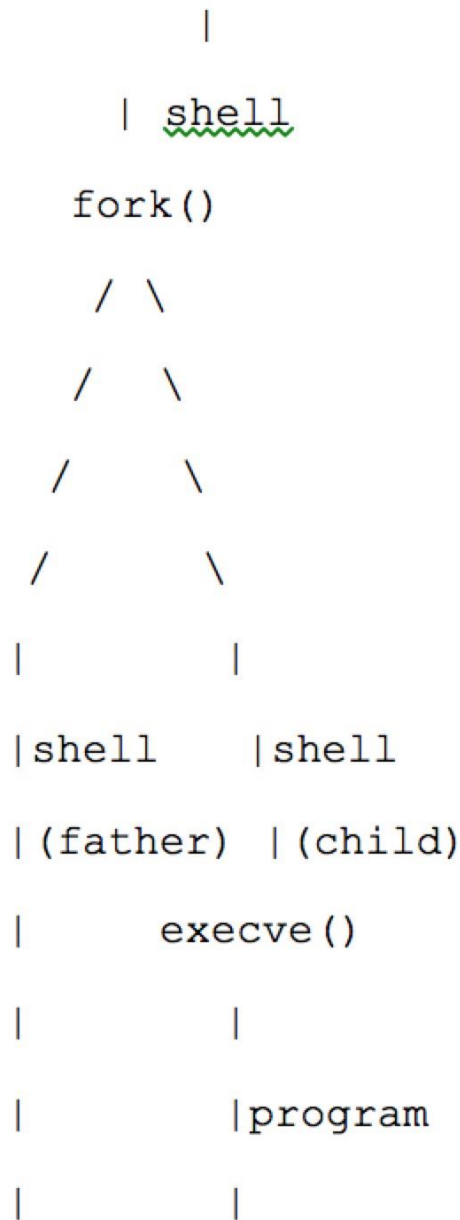 |
| shell
fork()
/ \
/ \
/ \
/ \
| |
|shell |shell
|(father) |(child)
| execve()
| |
| |program
| |